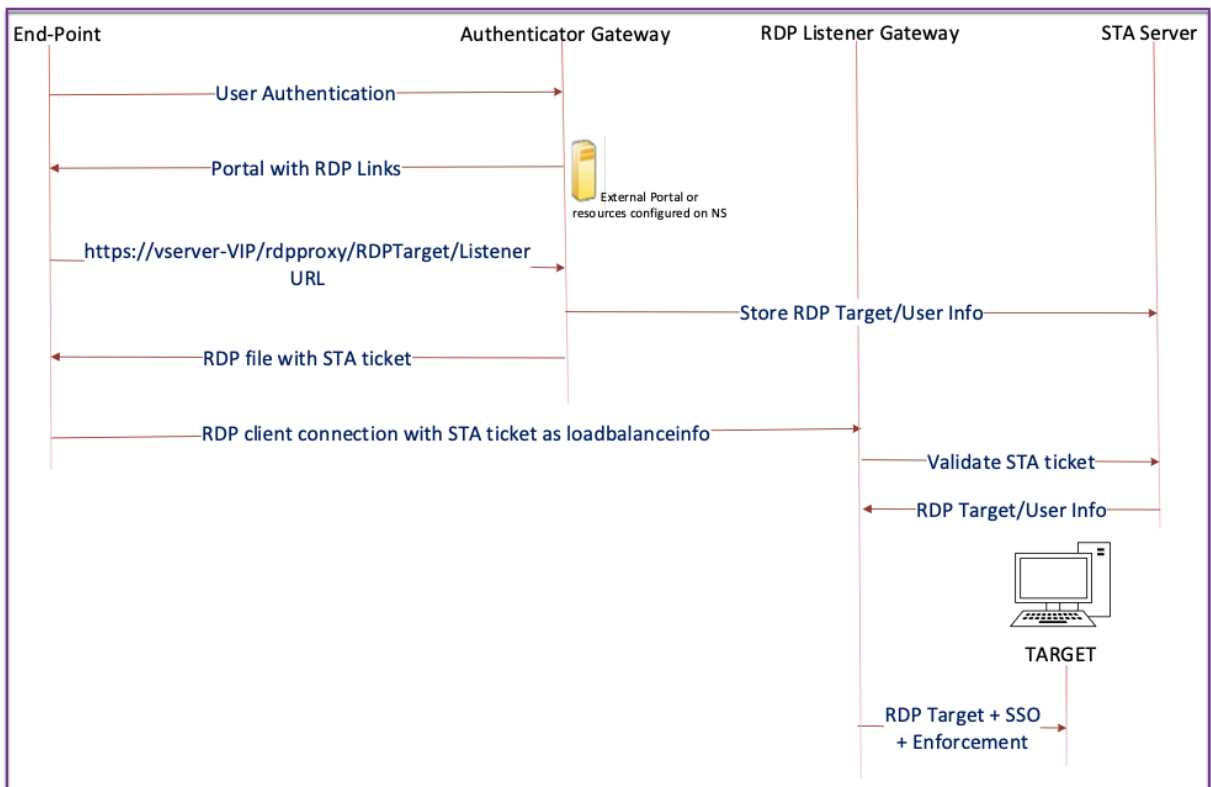 End-Point
Authenticator Gateway
RDP Listener Gateway
STA Server
User Authentication
Portal with RDP Links
External Portal or
resources configured on NS
https://vserver-VIP/rdpproxy/RDPTarget/Listener
URL
Store RDP Target/User Info
RDP file with STA ticket
RDP client connection with STA ticket as loadbalanceinfo
Validate STA ticket
RDP Target/User Info
TARGET
RDP Target + SSO
+ Enforcement